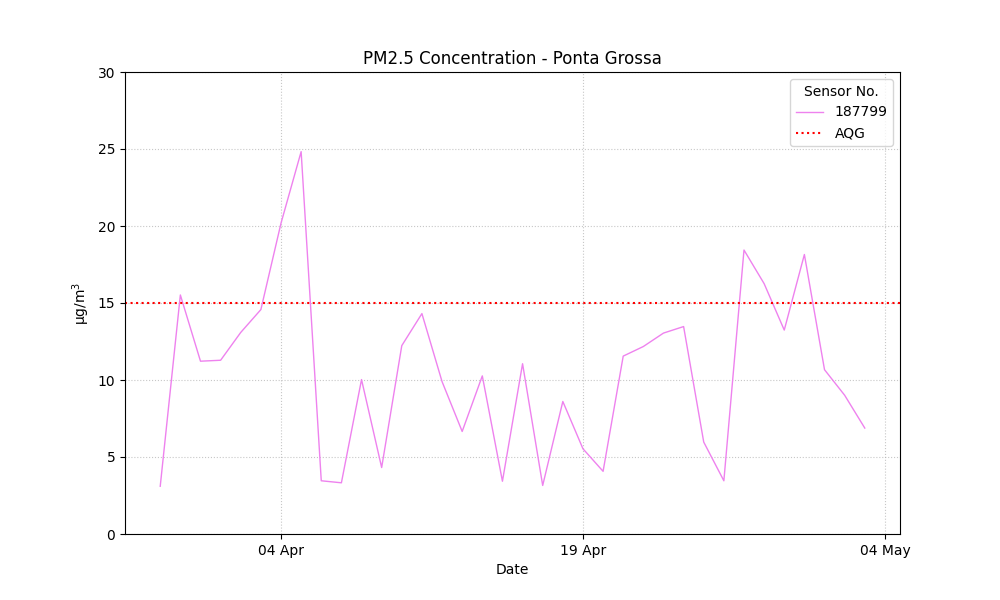 PM2.5 Concentration - Ponta Grossa
30
25
20
15
10
5
0
µg/m³
Sensor No.
187799
AQG
04 Apr
19 Apr
04 May
Date